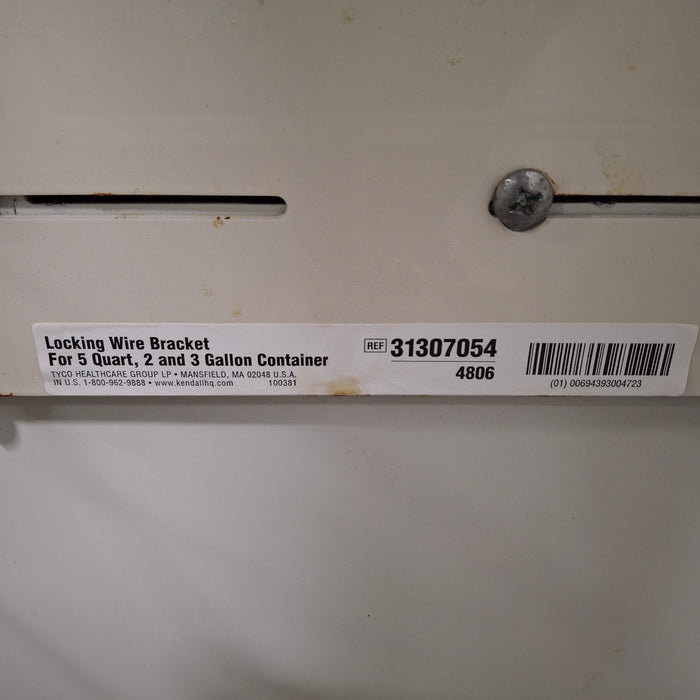 Locking Wire Bracket
For 5 Quart, 2 and 3 Gallon Container
TYCO HEALTHCARE GROUP LP • MANSFIELD, MA 02048 U.S.A.
IN U.S. 1-800-962-9888 • www.kendallhq.com 100381
REF 31307054
4806
(01) 00694393004723